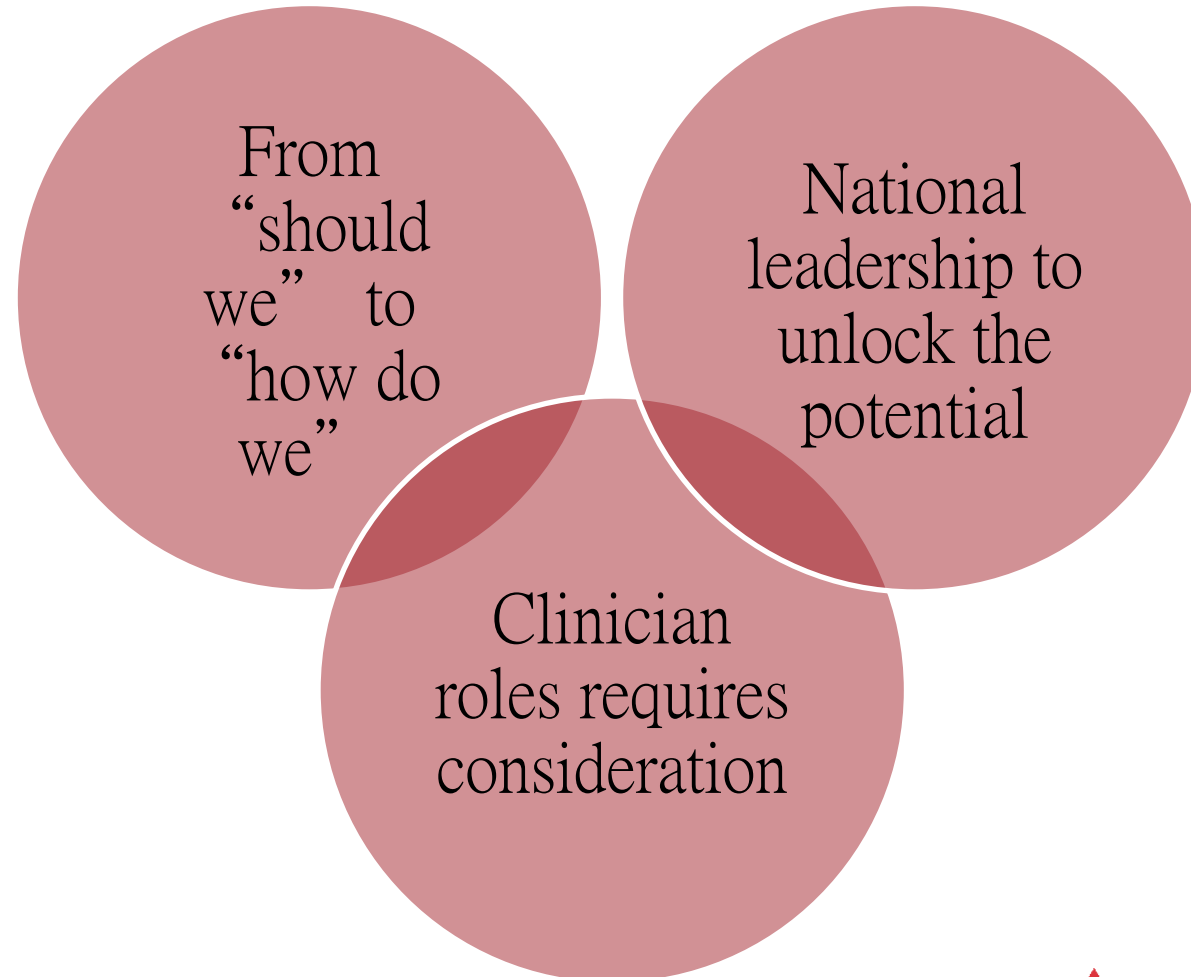 From
“should
we” to
“how do
we”
National
leadership to
unlock the
potential
Clinician
roles requires
consideration